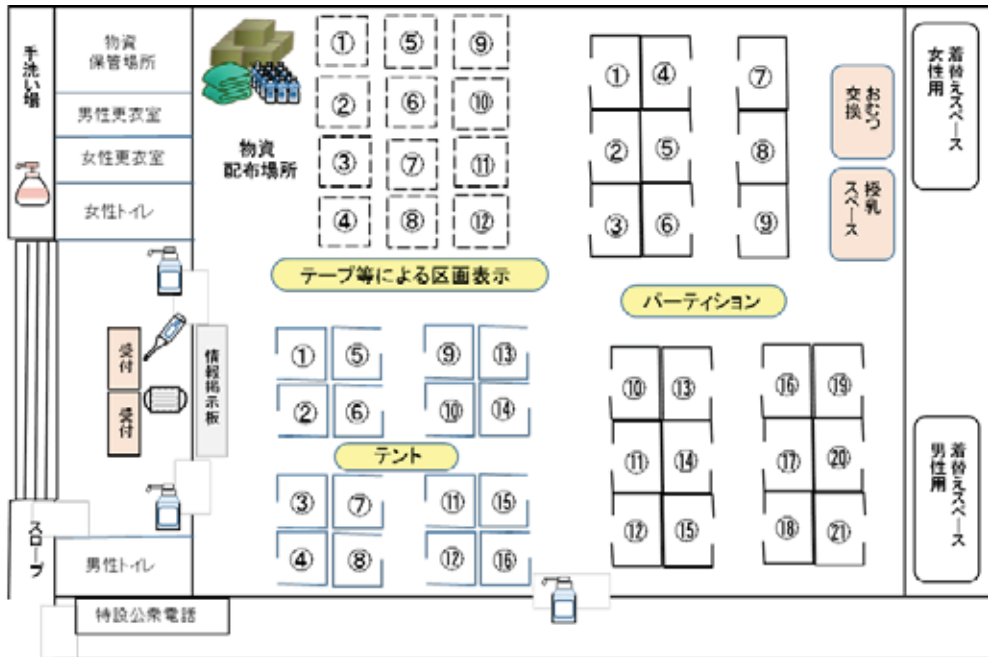 手洗い場
物資
保管場所
男性更衣室
女性更衣室
女性トイレ
物資
配布場所
① ⑤ ⑨
② ⑥ ⑩
③ ⑦ ⑪
④ ⑧ ⑫
テープ等による区画表示
① ④ ⑦
② ⑤ ⑧
③ ⑥ ⑨
パーティション
おむつ
交換
授乳
スペース
着替えスペース
女性用
受付
受付
情報掲示板
① ⑤ ⑨ ⑬
② ⑥ ⑩ ⑭
テント
③ ⑦ ⑪ ⑮
④ ⑧ ⑫ ⑯
⑩ ⑬ ⑯ ⑲
⑪ ⑭ ⑰ ⑳
⑫ ⑮ ⑱ ㉑
着替えスペース
男性用
スロープ
男性トイレ
特設公衆電話